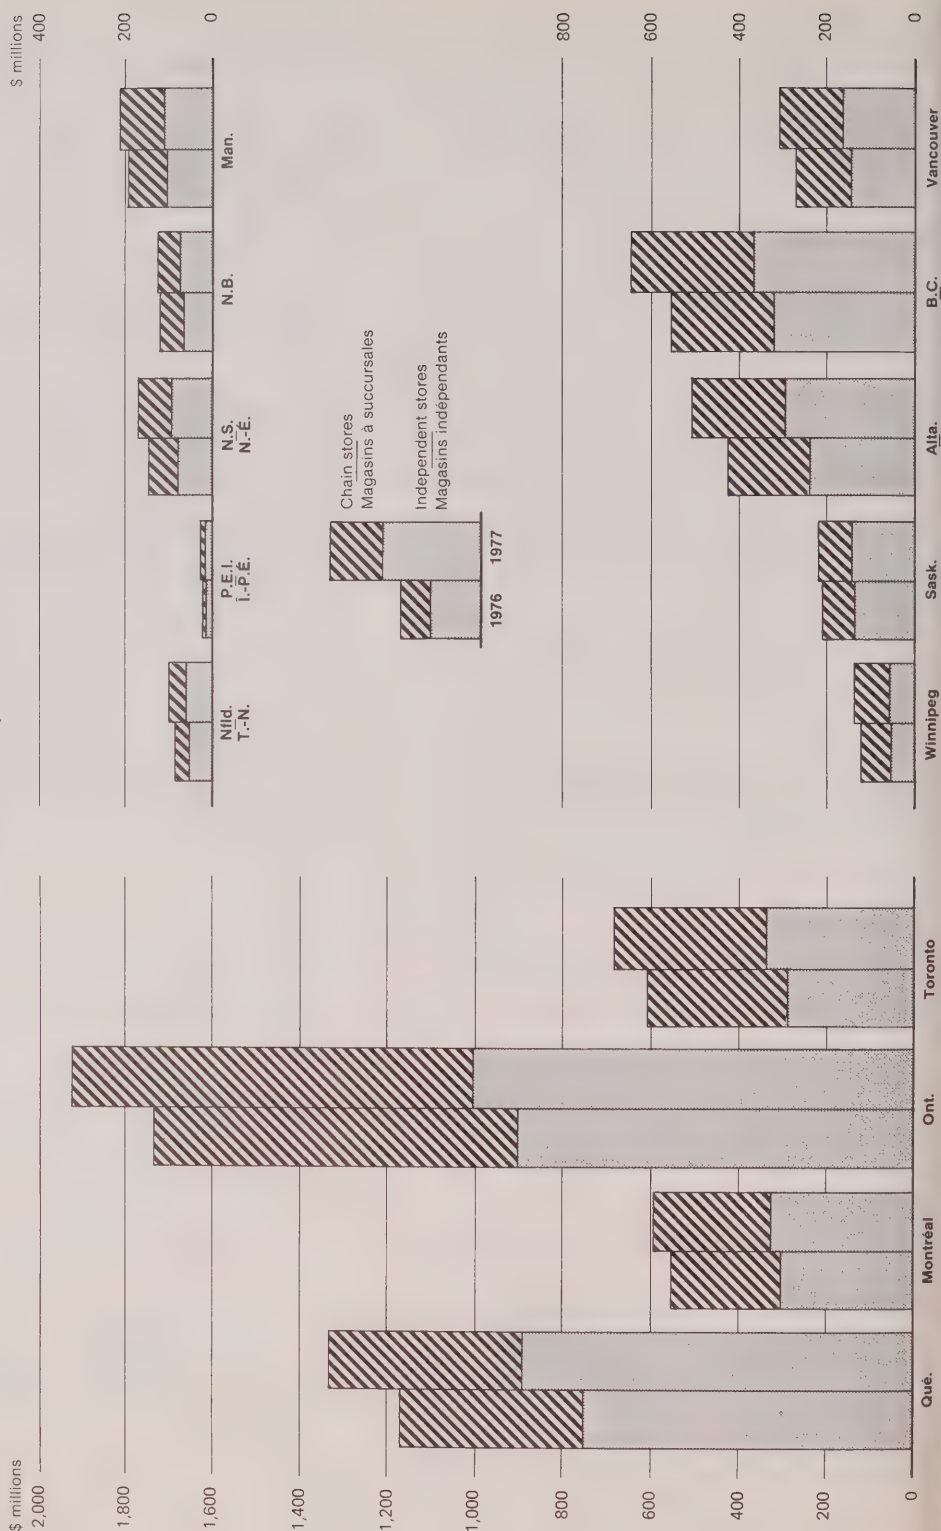 $ millions
2,000
1,800
1,600
1,400
1,200
1,000
800
600
400
200
0
Qué.
Montréal
Ont.
Toronto
$ millions
400
200
0
Nfld.
T.-N.
P.E.I.
Î.-P.É.
N.S.
N.-É.
N.B.
Man.
Chain stores
Magasins à succursales
Independent stores
Magasins indépendants
1976
1977
800
600
400
200
0
Winnipeg
Sask.
Alta.
B.C.
Vancouver